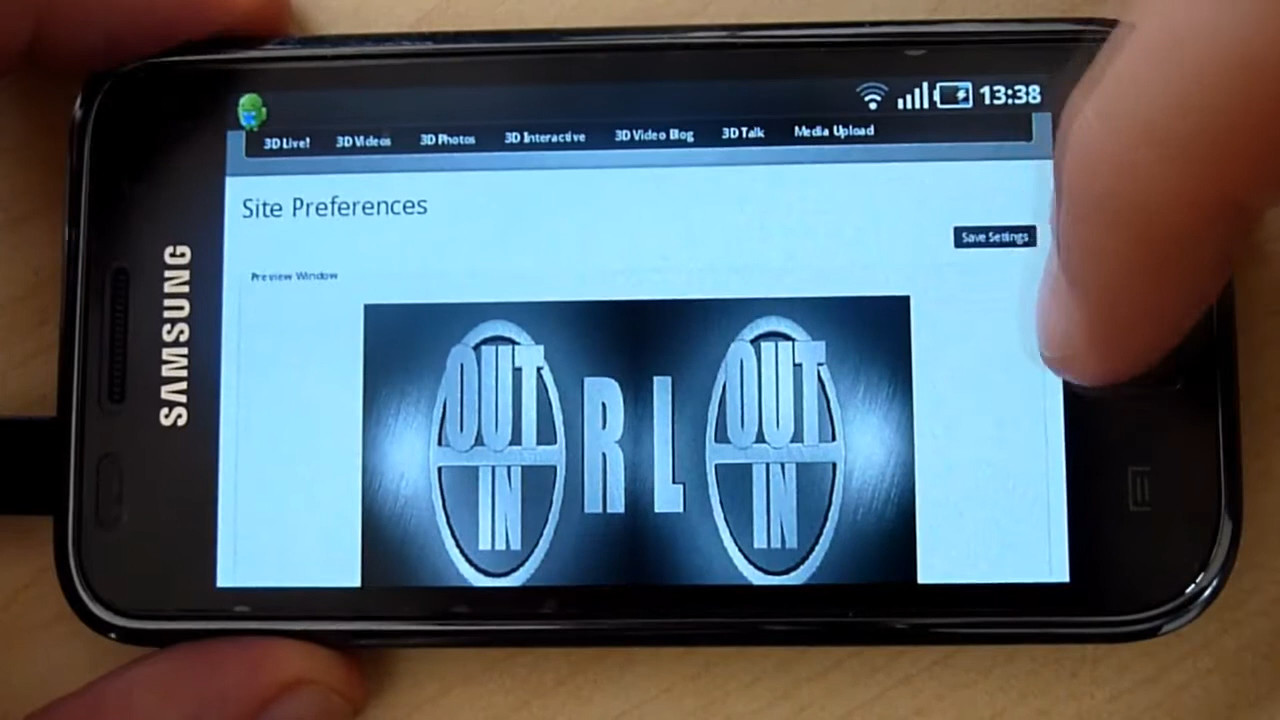 13:38
3D Live! 3D Videos 3D Photos 3D Interactive 3D Video Blog 3D Talk Media Upload
Site Preferences
Save Settings
Preview Window
OUT OUT
R L
IN IN
SAMSUNG